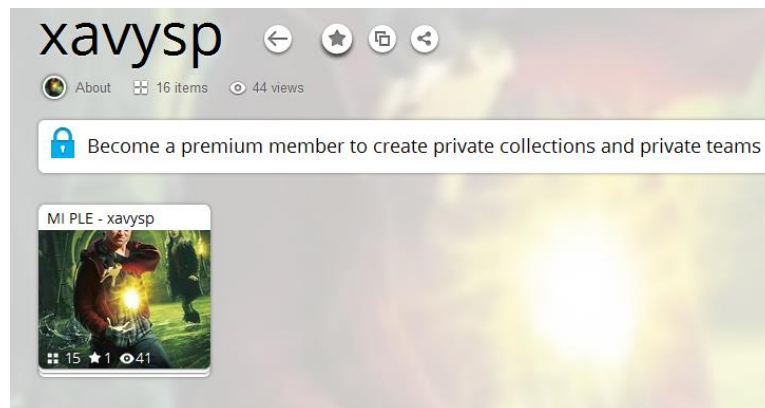 xavysp
About 16 items 44 views
Become a premium member to create private collections and private teams
MI PLE - xavysp
15 1 41